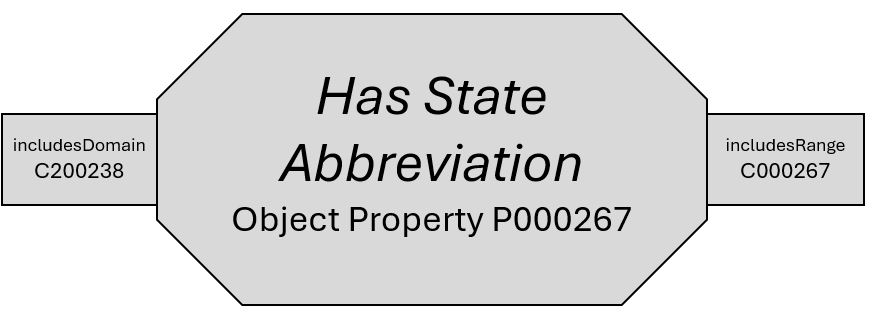 includesDomain
C200238
Has State
Abbreviation
Object Property P000267
includesRange
C000267